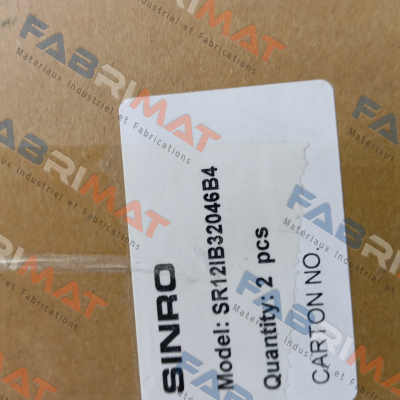 SINRO
Model: SR12IB32046B4
Quantity: 2 pcs
CARTON NO.
FABRIMAT
Matériaux Industriel et Fabrications